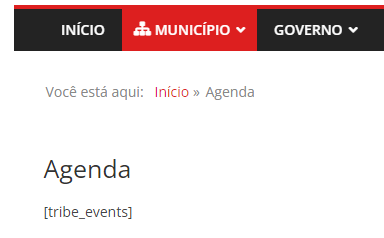 INÍCIO MUNICÍPIO GOVERNO
Você está aqui: Início » Agenda
Agenda
[tribe_events]